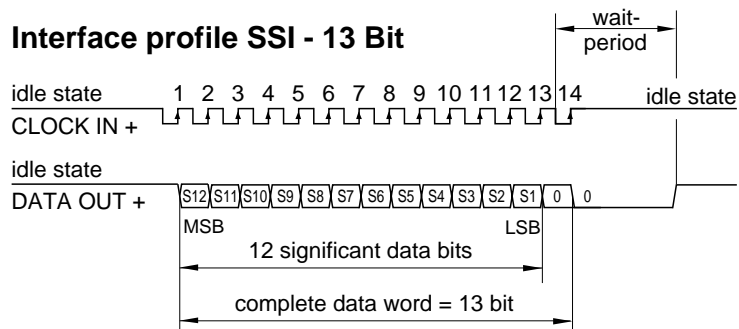 wait-
period
Interface profile SSI - 13 Bit
idle state 1 2 3 4 5 6 7 8 9 10 11 12 13 14 idle state
CLOCK IN +
idle state
DATA OUT + S12 S11 S10 S9 S8 S7 S6 S5 S4 S3 S2 S1 0 0
MSB LSB
12 significant data bits
complete data word = 13 bit